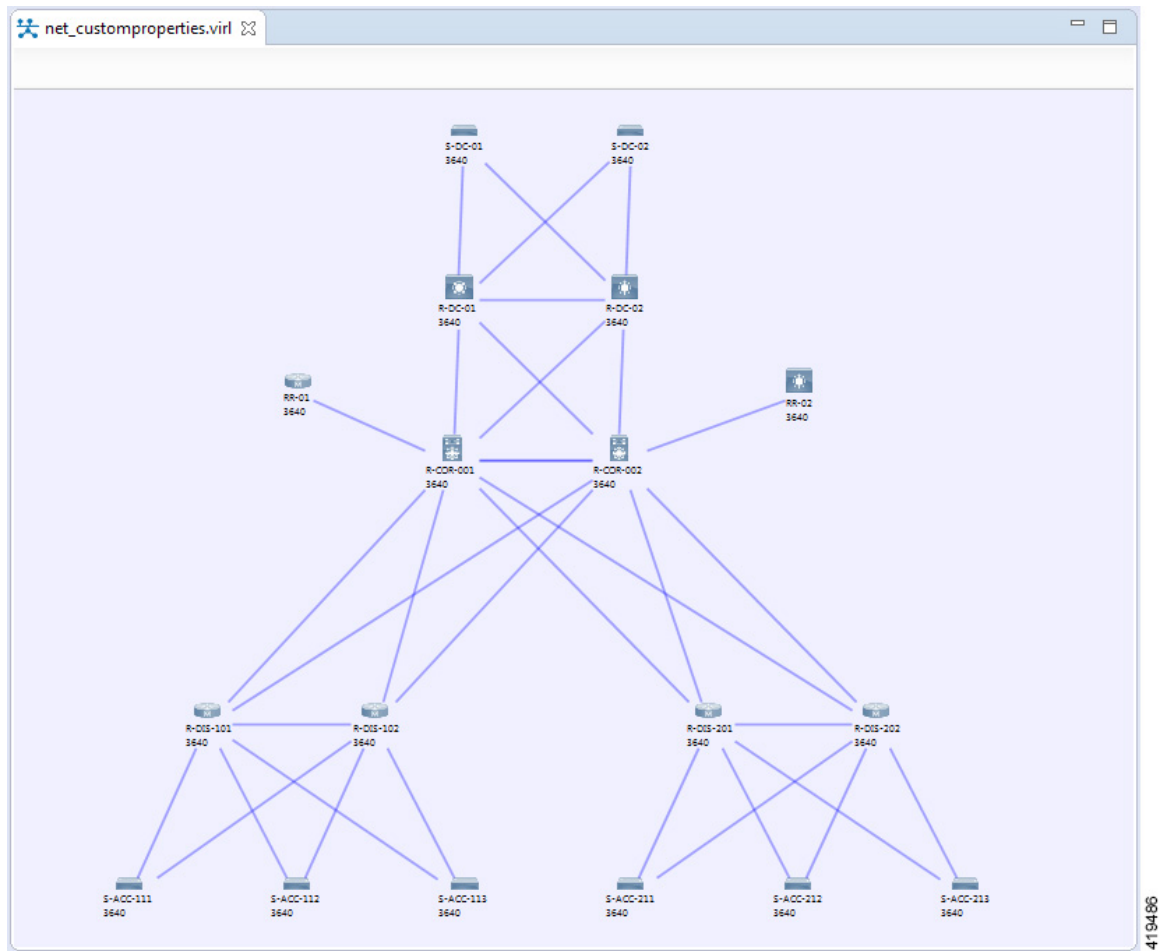 net_customproperties.virl
S-DC-01
3640
S-DC-02
3640
R-DC-01
3640
R-DC-02
3640
RR-01
3640
RR-02
3640
R-COR-001
3640
R-COR-002
3640
R-DIS-101
3640
R-DIS-102
3640
R-DIS-201
3640
R-DIS-202
3640
S-ACC-111
3640
S-ACC-112
3640
S-ACC-113
3640
S-ACC-211
3640
S-ACC-212
3640
S-ACC-213
3640
419486